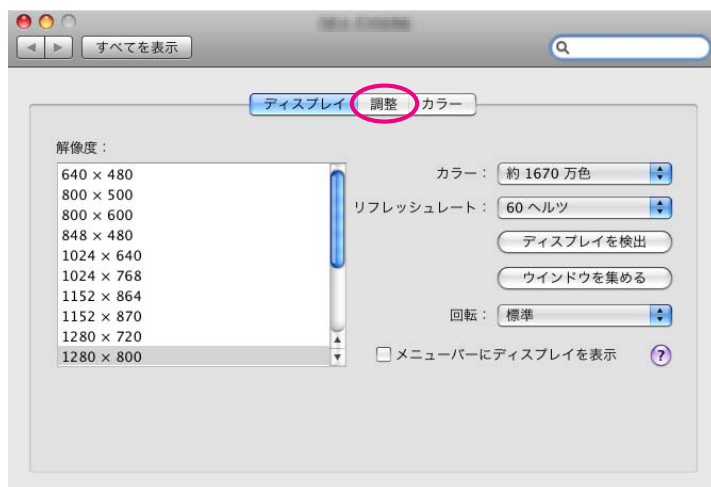 すべてを表示
ディスプレイ 調整 カラー
解像度：
640 × 480
800 × 500
800 × 600
848 × 480
1024 × 640
1024 × 768
1152 × 864
1152 × 870
1280 × 720
1280 × 800
カラー： 約 1670 万色
リフレッシュレート： 60 ヘルツ
ディスプレイを検出
ウインドウを集める
回転： 標準
メニューバーにディスプレイを表示 ?